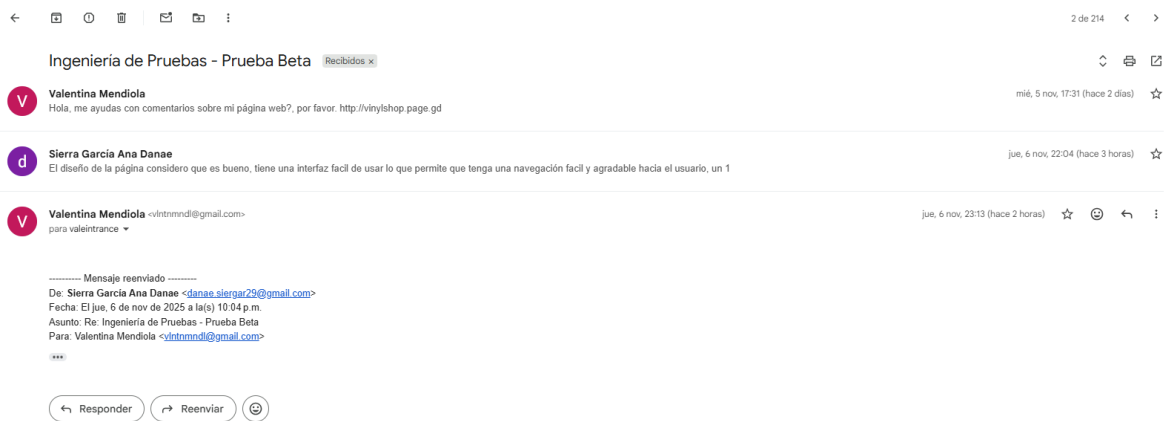 2 de 214
Ingeniería de Pruebas - Prueba Beta Recibidos x
V Valentina Mendiola mié, 5 nov, 17:31 (hace 2 días)
Hola, me ayudas con comentarios sobre mi página web?, por favor. http://vinylshop.page.gd
d Sierra García Ana Danae jue, 6 nov, 22:04 (hace 3 horas)
El diseño de la página considero que es bueno, tiene una interfaz facil de usar lo que permite que tenga una navegación facil y agradable hacia el usuario, un 1
V Valentina Mendiola <vlntnmndl@gmail.com> jue, 6 nov, 23:13 (hace 2 horas)
para valeintrance
---------- Mensaje reenviado ---------
De: Sierra García Ana Danae <danae.siergar29@gmail.com>
Fecha: El jue, 6 de nov de 2025 a la(s) 10:04 p.m.
Asunto: Re: Ingeniería de Pruebas - Prueba Beta
Para: Valentina Mendiola <vlntnmndl@gmail.com>
Responder Reenviar